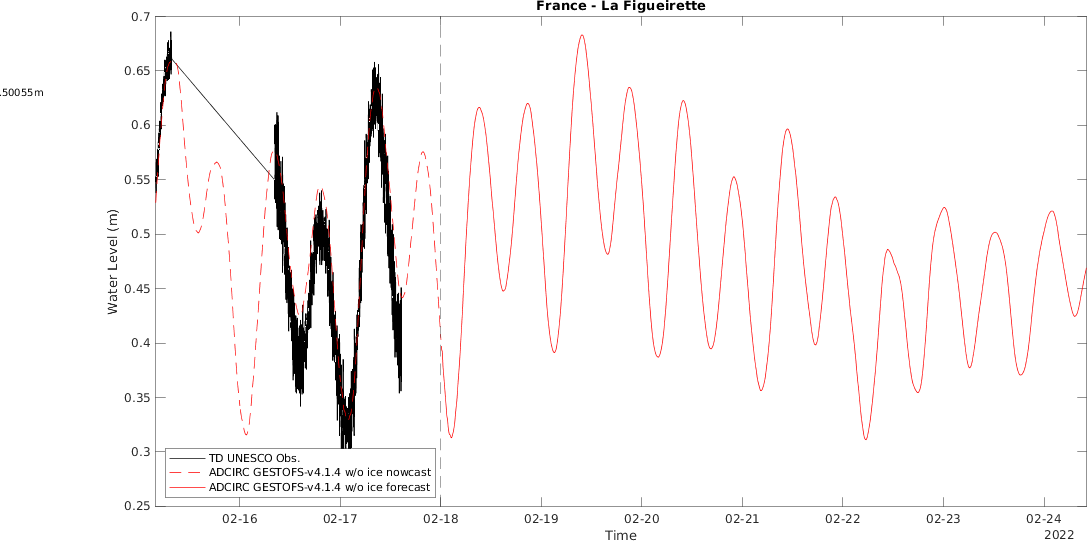 France - La Figueirette
.50055m
0.7
0.65
0.6
0.55
0.5
0.45
0.4
0.35
0.3
0.25
Water Level (m)
TD UNESCO Obs.
ADCIRC GESTOFS-v4.1.4 w/o ice nowcast
ADCIRC GESTOFS-v4.1.4 w/o ice forecast
02-16 02-17 02-18 02-19 02-20 02-21 02-22 02-23 02-24
Time
2022